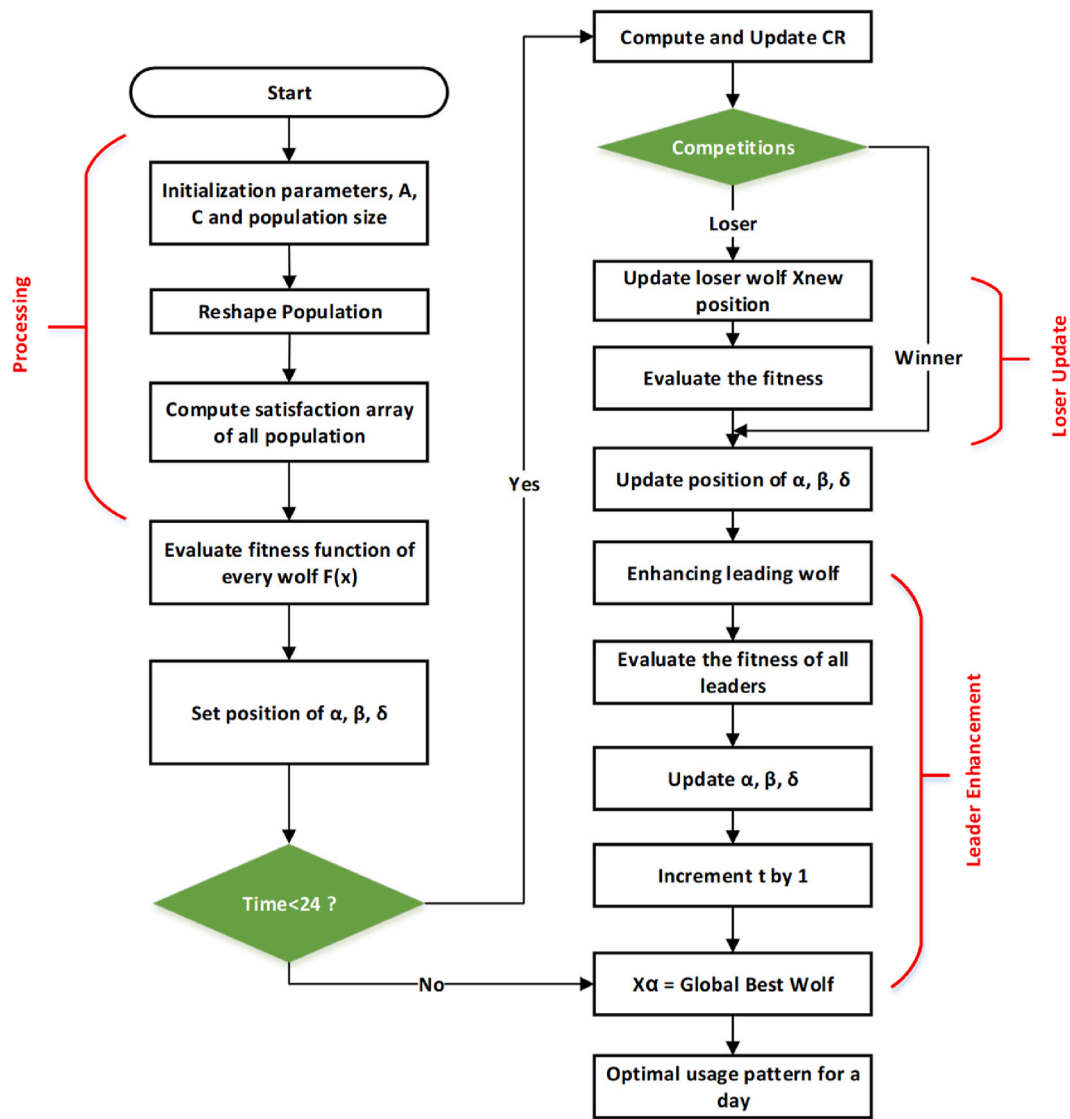 Start
Initialization parameters, A,
C and population size
Reshape Population
Compute satisfaction array
of all population
Processing
Evaluate fitness function of
every wolf F(x)
Set position of α, β, δ
Time<24 ?
Yes
No
Compute and Update CR
Competitions
Loser
Winner
Update loser wolf Xnew
position
Evaluate the fitness
Loser Update
Update position of α, β, δ
Enhancing leading wolf
Evaluate the fitness of all
leaders
Update α, β, δ
Increment t by 1
Leader Enhancement
Xα = Global Best Wolf
Optimal usage pattern for a
day